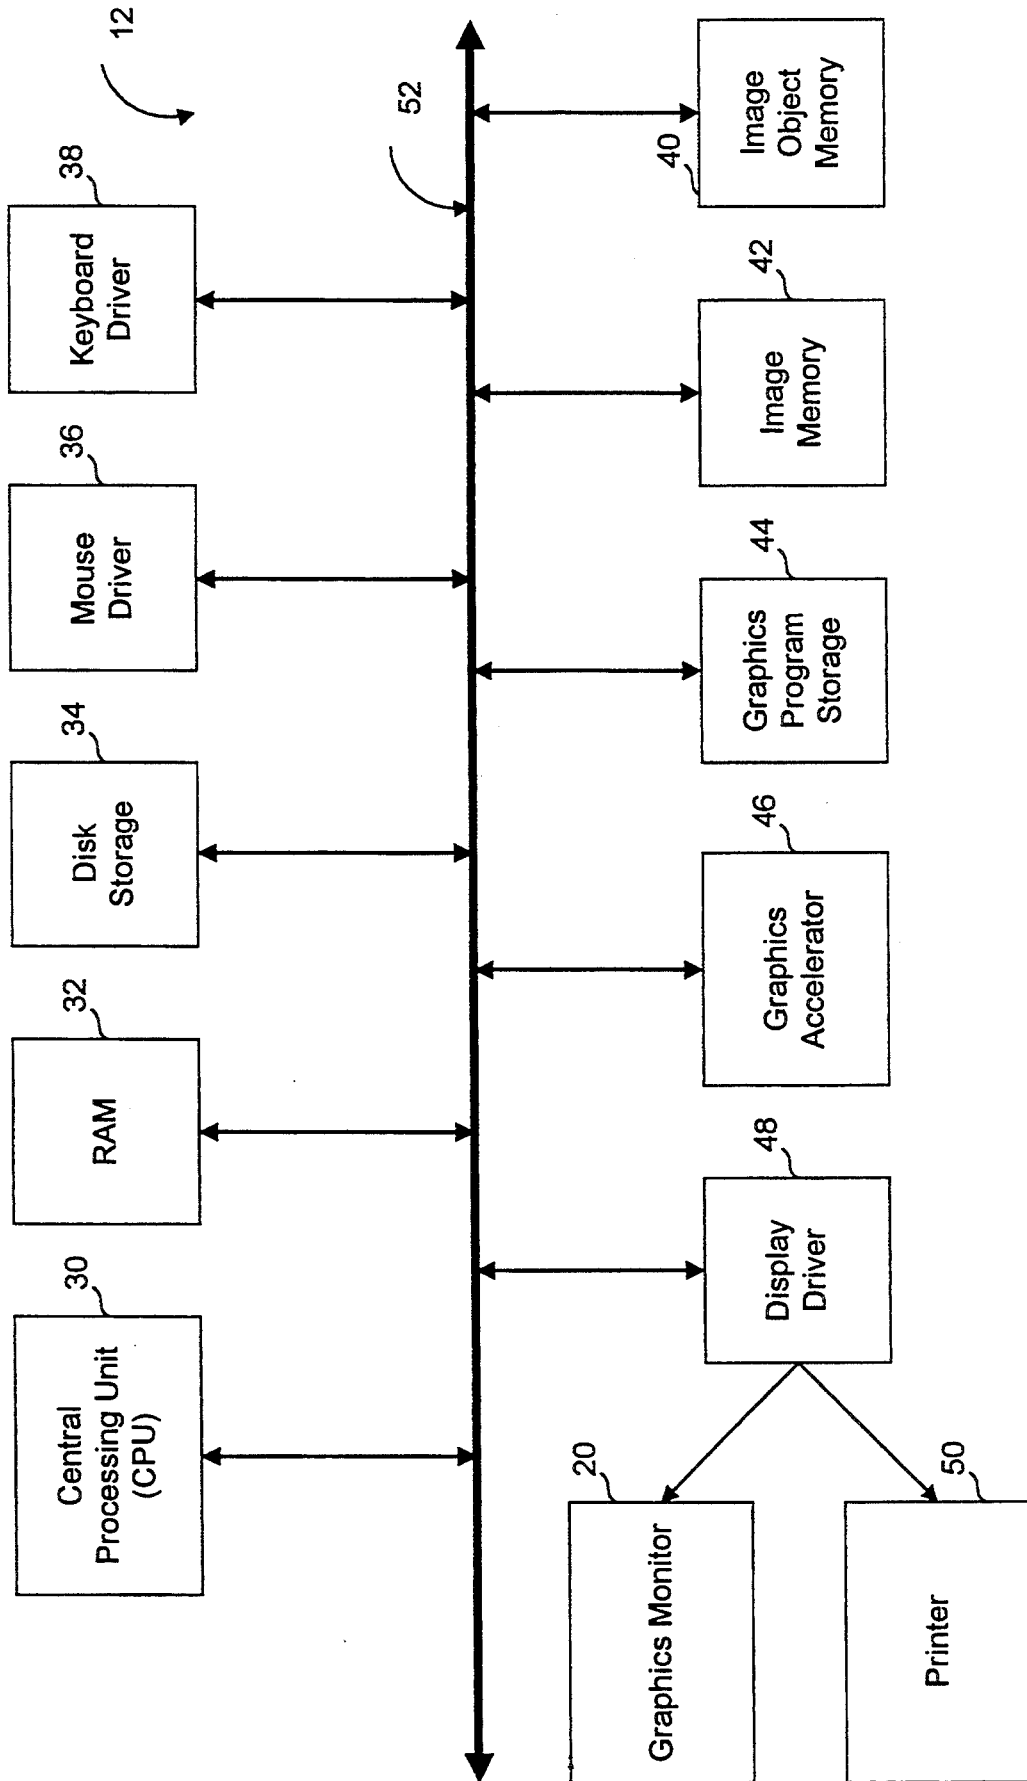 12
30
Central
Processing Unit
(CPU)
32
RAM
34
Disk
Storage
36
Mouse
Driver
38
Keyboard
Driver
52
20
Graphics Monitor
50
Printer
48
Display
Driver
46
Graphics
Accelerator
44
Graphics
Program
Storage
42
Image
Memory
40
Image
Object
Memory